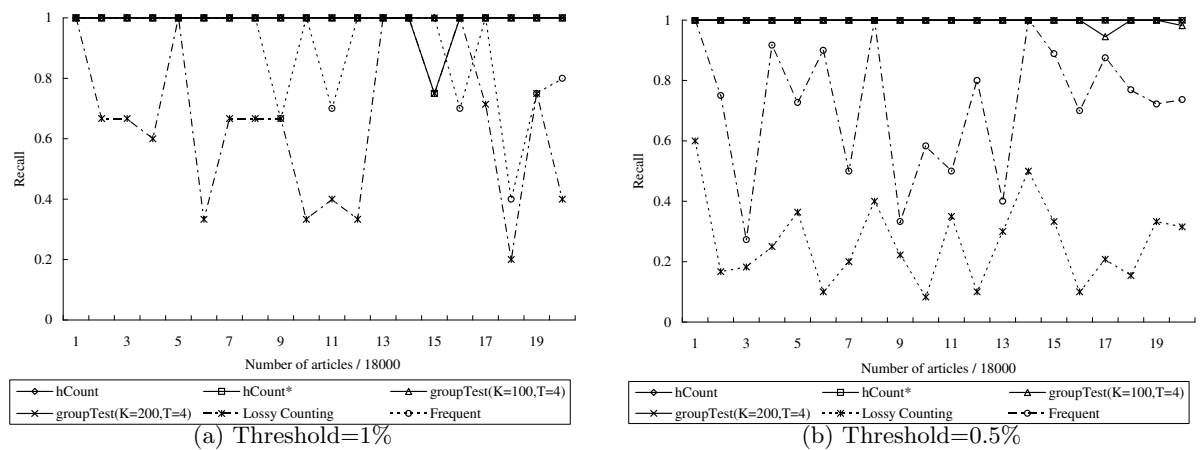 1
0.8
0.6
0.4
0.2
0
Recall
1 3 5 7 9 11 13 15 17 19
Number of articles / 18000
hCount hCount* groupTest(K=100,T=4)
groupTest(K=200,T=4) Lossy Counting Frequent
(a) Threshold=1%
1
0.8
0.6
0.4
0.2
0
Recall
1 3 5 7 9 11 13 15 17 19
Number of articles / 18000
hCount hCount* groupTest(K=100,T=4)
groupTest(K=200,T=4) Lossy Counting Frequent
(b) Threshold=0.5%